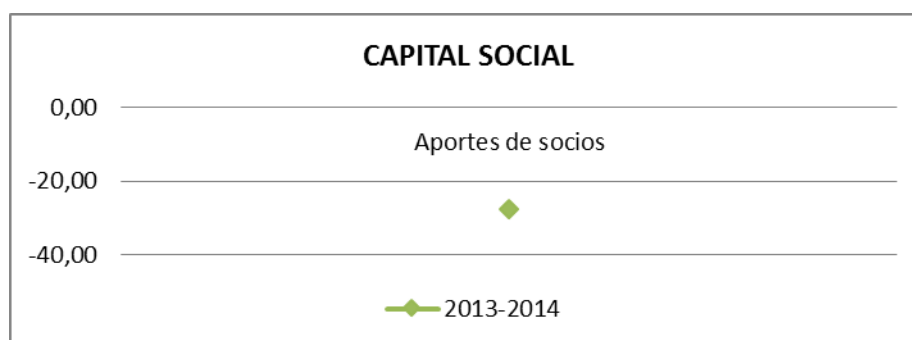 CAPITAL SOCIAL
0,00
Aportes de socios
-20,00
-40,00
2013-2014